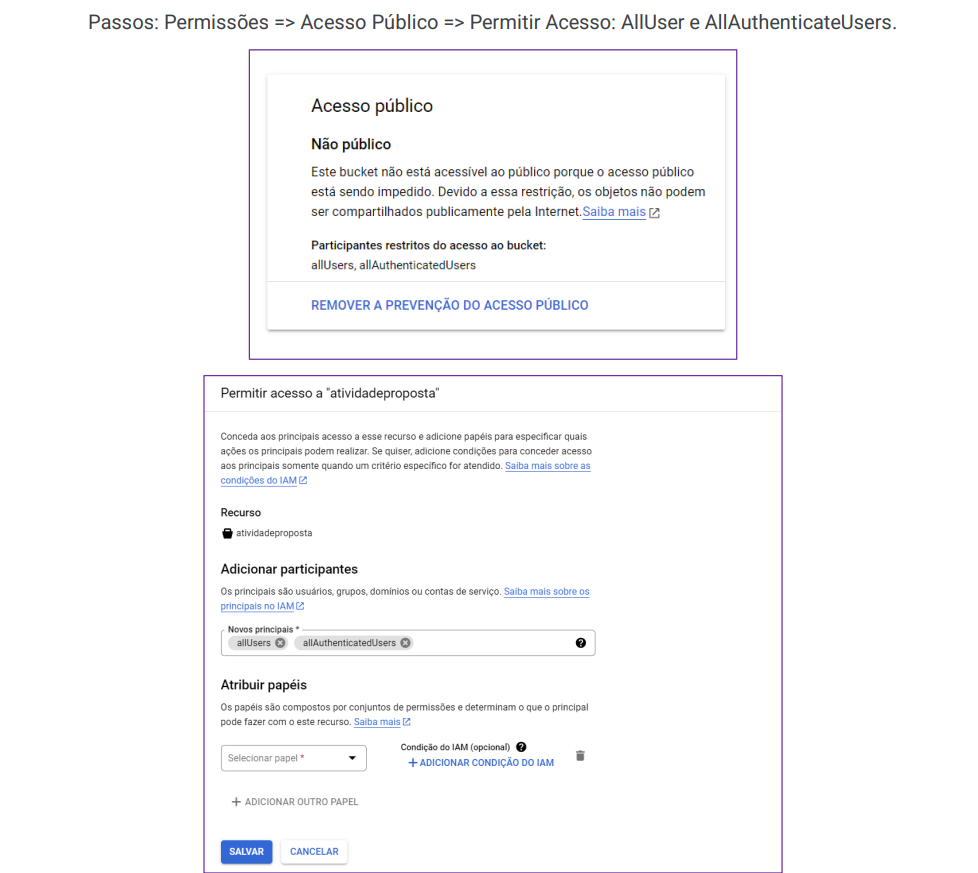 Passos: Permissões => Acesso Público => Permitir Acesso: AllUser e AllAuthenticateUsers.
Acesso público
Não público
Este bucket não está acessível ao público porque o acesso público
está sendo impedido. Devido a essa restrição, os objetos não podem
ser compartilhados publicamente pela Internet.Saiba mais
Participantes restritos do acesso ao bucket:
allUsers, allAuthenticatedUsers
REMOVER A PREVENÇÃO DO ACESSO PÚBLICO
Permitir acesso a "atividadeproposta"
Conceda aos principais acesso a esse recurso e adicione papéis para especificar quais
ações os principais podem realizar. Se quiser, adicione condições para conceder acesso
aos principais somente quando um critério específico for atendido. Saiba mais sobre as
condições do IAM
Recurso
atividadeproposta
Adicionar participantes
Os principais são usuários, grupos, domínios ou contas de serviço. Saiba mais sobre os
principais no IAM
Novos principais *
allUsers allAuthenticatedUsers
Atribuir papéis
Os papéis são compostos por conjuntos de permissões e determinam o que o principal
pode fazer com o este recurso. Saiba mais
Selecionar papel *
Condição do IAM (opcional)
+ ADICIONAR CONDIÇÃO DO IAM
+ ADICIONAR OUTRO PAPEL
SALVAR CANCELAR